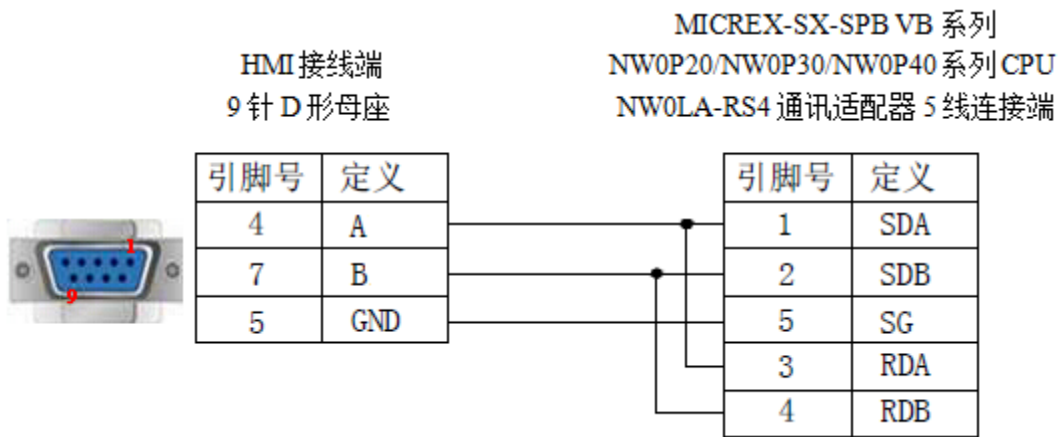 MICREX-SX-SPB VB 系列
HMI 接线端
NW0P20/NW0P30/NW0P40 系列 CPU
9 针 D 形母座
NW0LA-RS4 通讯适配器 5 线连接端
引脚号 定义
4 A
7 B
5 GND
1
9
引脚号 定义
1 SDA
2 SDB
5 SG
3 RDA
4 RDB